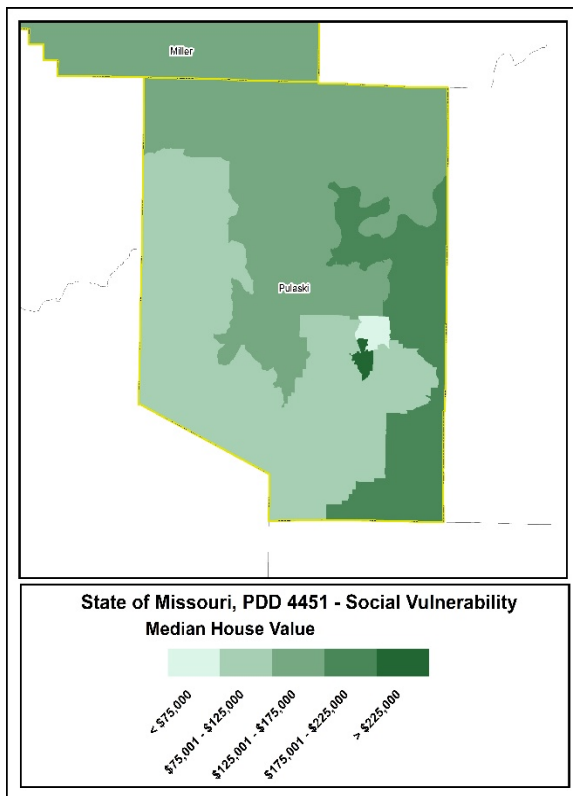 Miller
Pulaski
State of Missouri, PDD 4451 - Social Vulnerability
Median House Value
< $75,000
$75,001 - $125,000
$125,001 - $175,000
$175,001 - $225,000
> $225,000